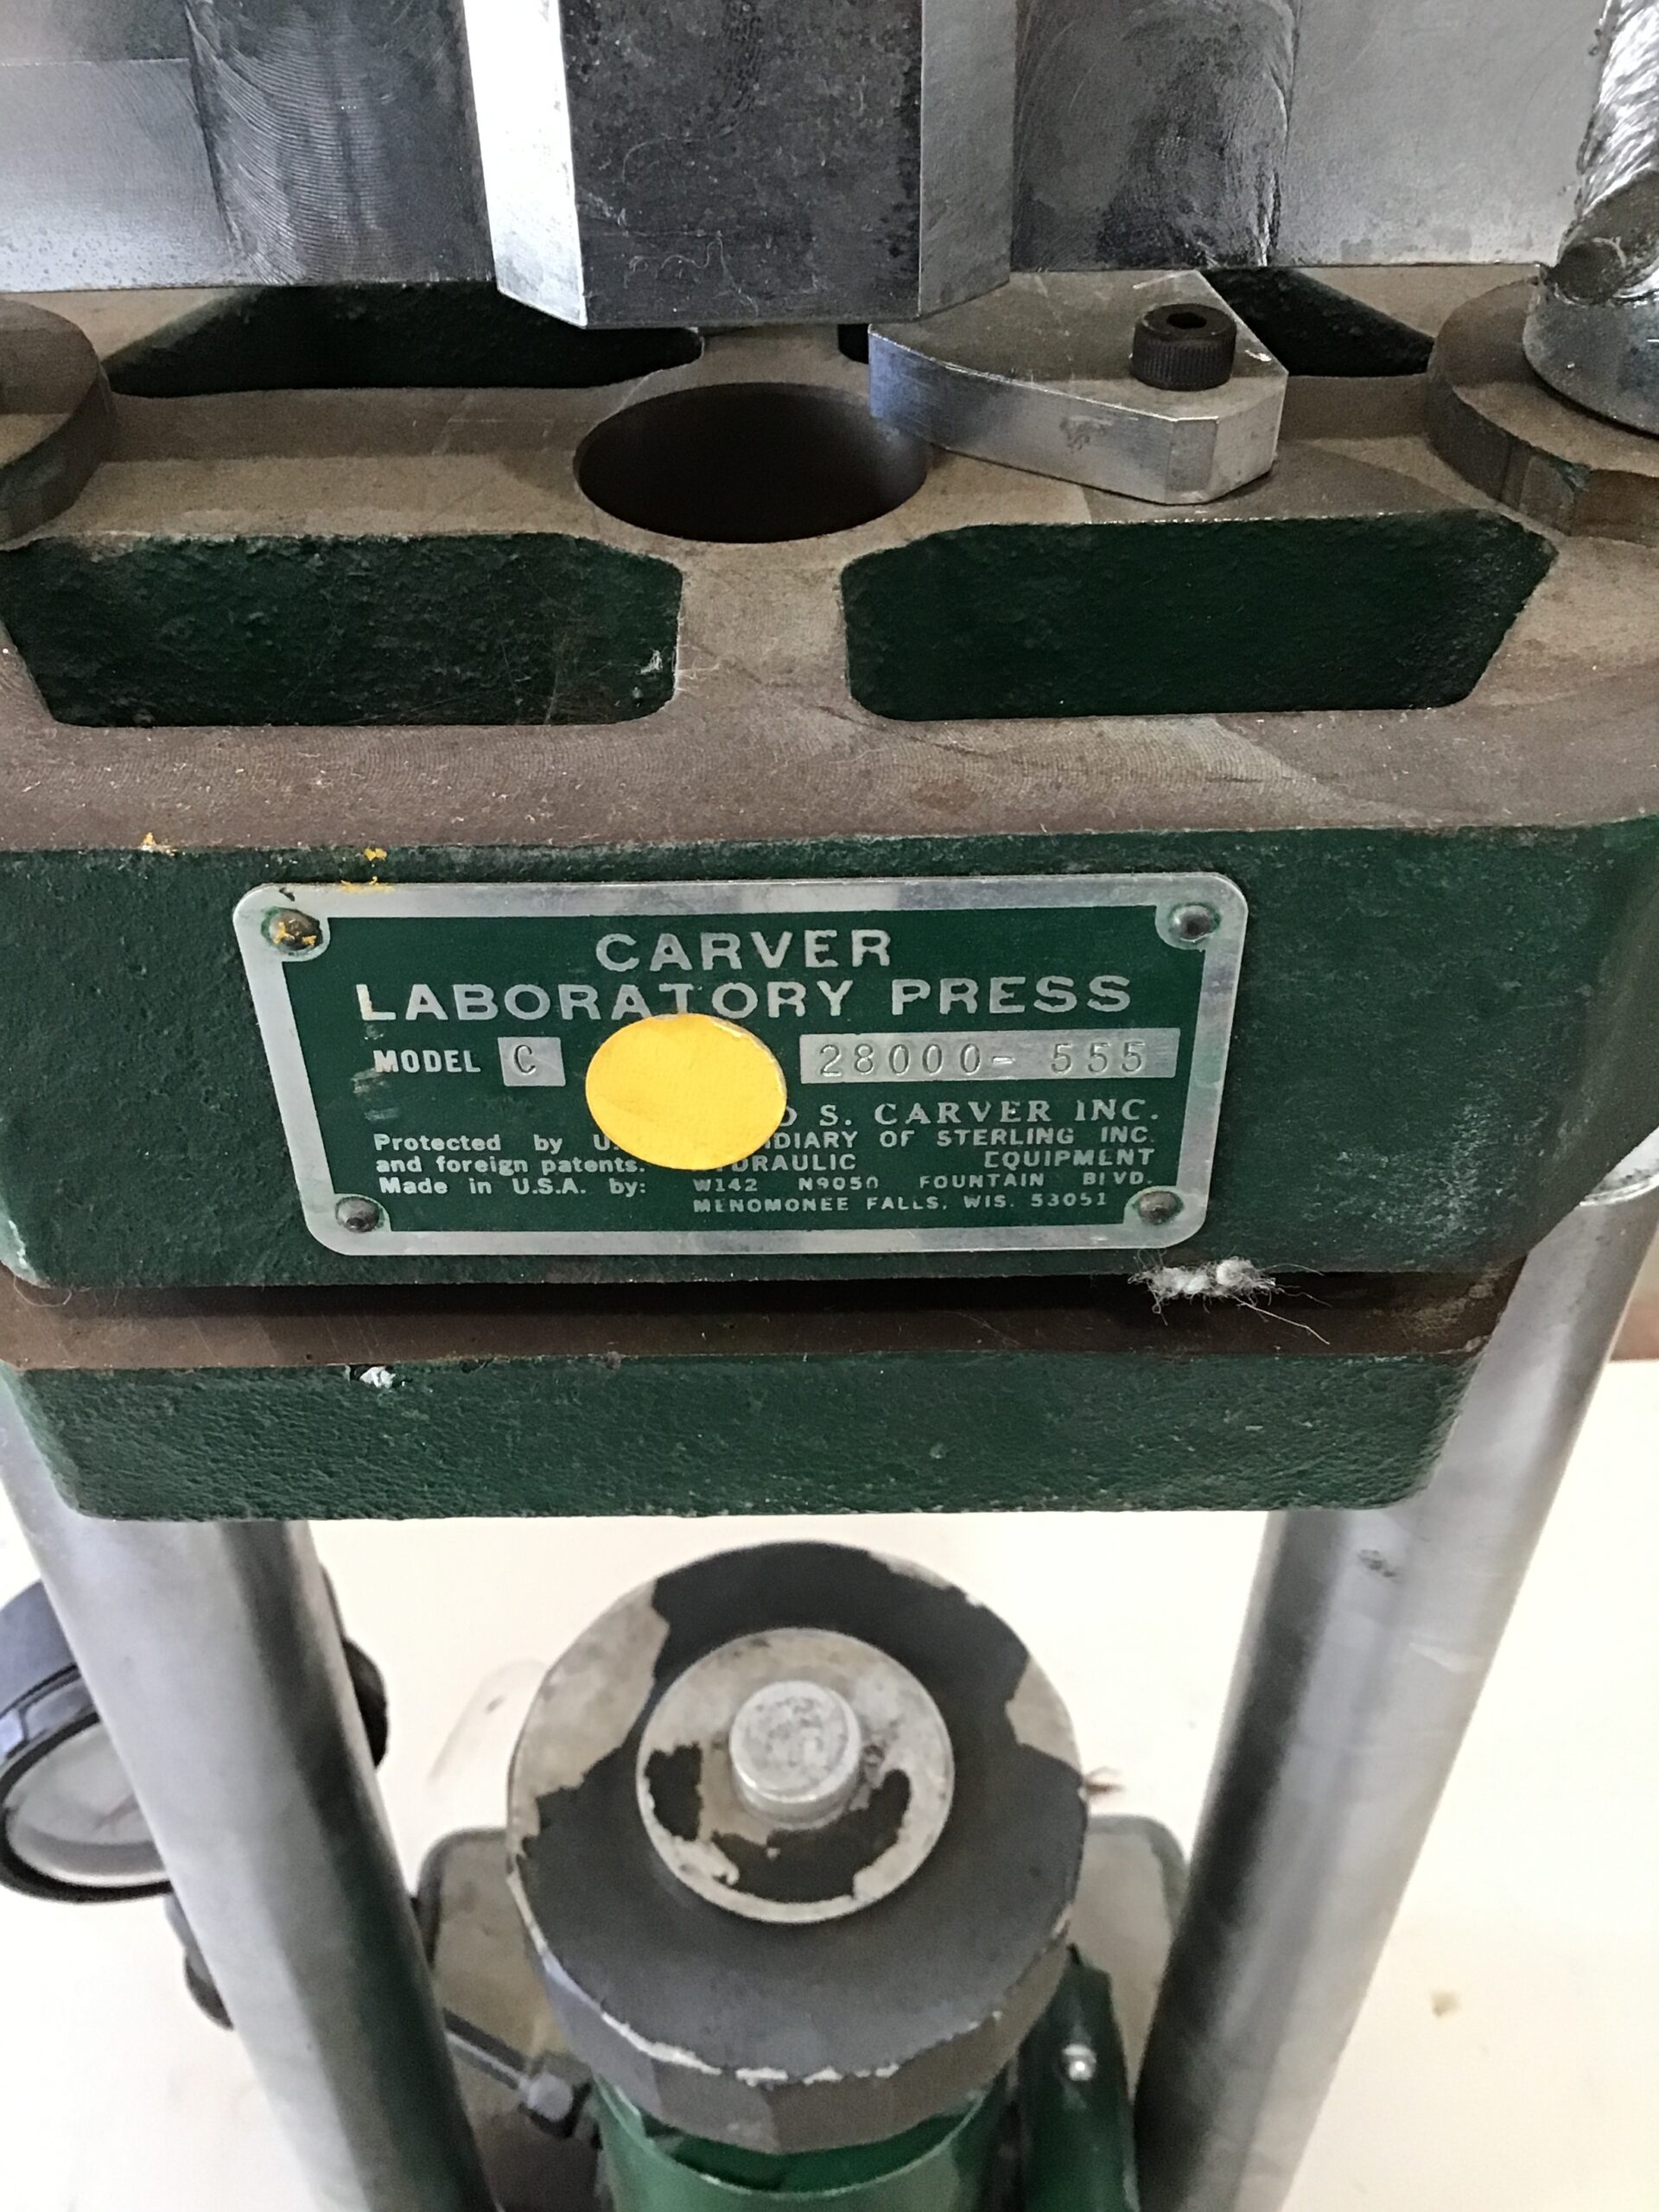 CARVER
LABORATORY PRESS
MODEL C 28000- 555
S. CARVER INC.
Protected by OF STERLING INC.
and foreign patents. EQUIPMENT
Made in U.S.A. by: W142 N9050 FOUNTAIN BLVD.
MENOMONEE FALLS, WIS. 53051